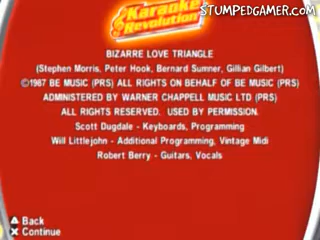 STUMPEDGAMER.COM
Karaoke
Revolution
BIZARRE LOVE TRIANGLE
(Stephen Morris, Peter Hook, Bernard Sumner, Gillian Gilbert)
©1987 BE MUSIC (PRS) ALL RIGHTS ON BEHALF OF BE MUSIC (PRS)
ADMINISTERED BY WARNER CHAPPELL MUSIC LTD (PRS)
ALL RIGHTS RESERVED. USED BY PERMISSION.
Scott Dugdale - Keyboards, Programming
Will Littlejohn - Additional Programming, Vintage Midi
Robert Berry - Guitars, Vocals
Back
Continue